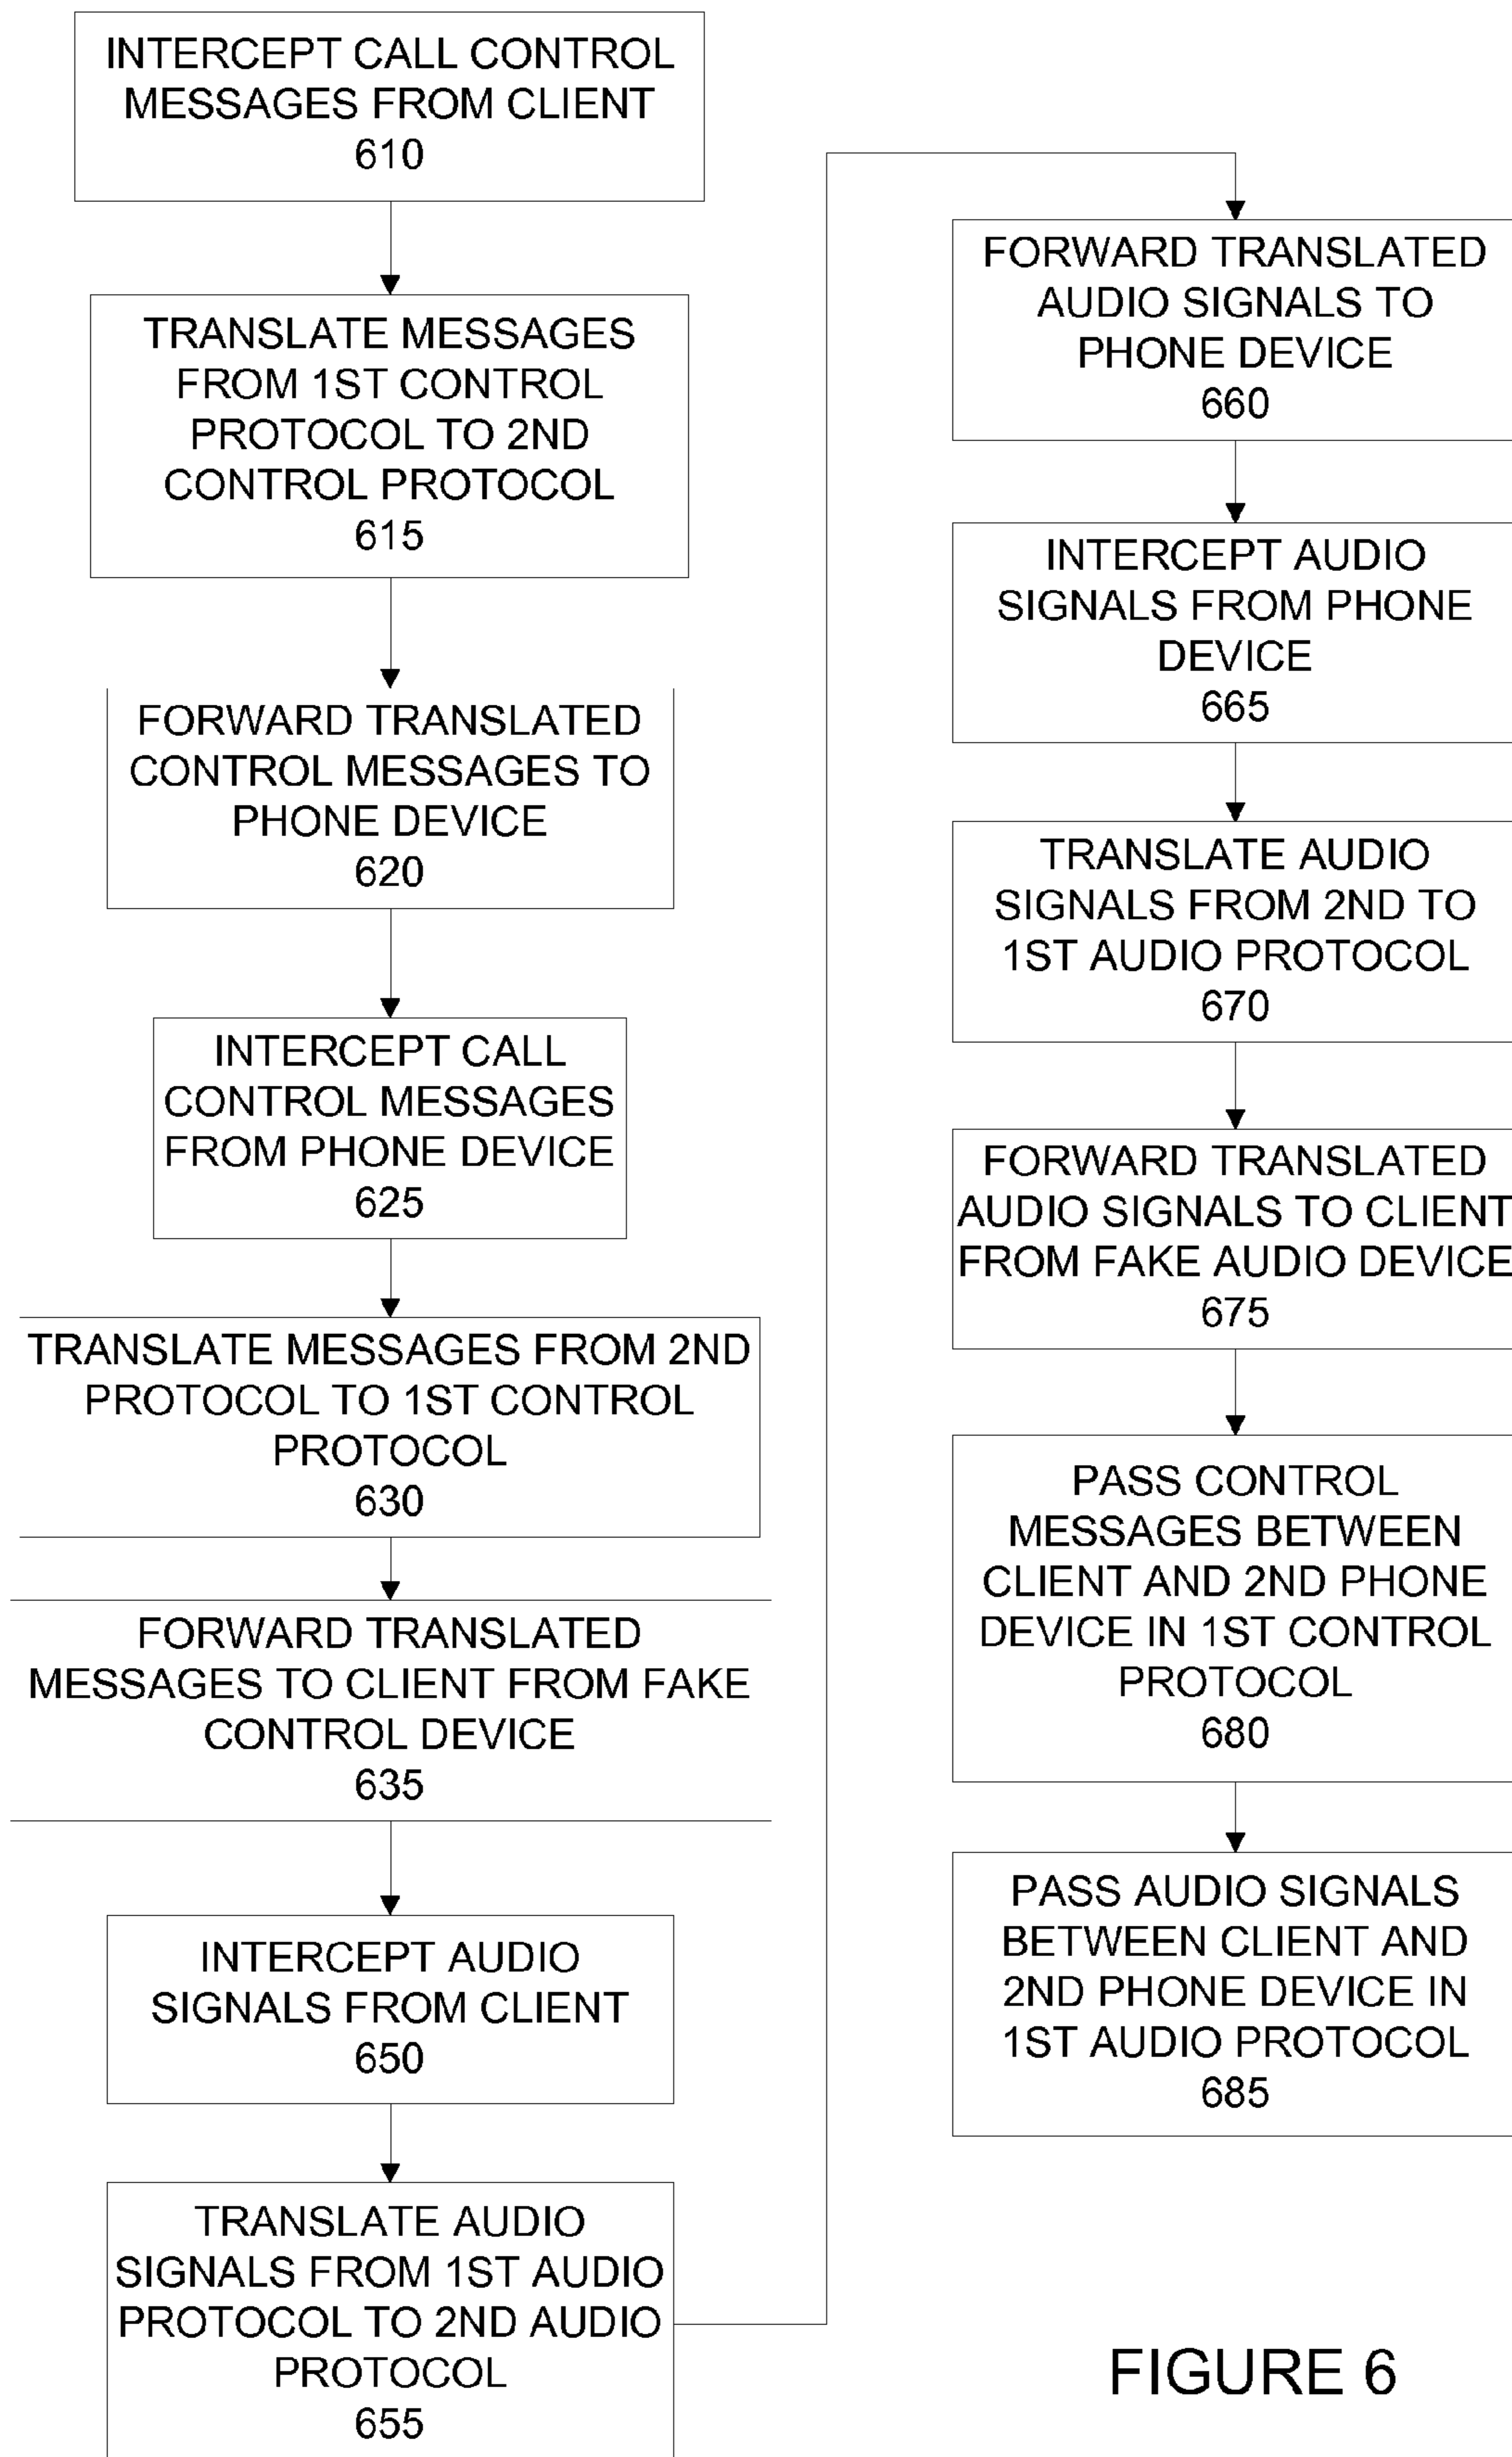 INTERCEPT CALL CONTROL
MESSAGES FROM CLIENT
610
TRANSLATE MESSAGES
FROM 1ST CONTROL
PROTOCOL TO 2ND
CONTROL PROTOCOL
615
FORWARD TRANSLATED
CONTROL MESSAGES TO
PHONE DEVICE
620
INTERCEPT CALL
CONTROL MESSAGES
FROM PHONE DEVICE
625
TRANSLATE MESSAGES FROM 2ND
PROTOCOL TO 1ST CONTROL
PROTOCOL
630
FORWARD TRANSLATED
MESSAGES TO CLIENT FROM FAKE
CONTROL DEVICE
635
INTERCEPT AUDIO
SIGNALS FROM CLIENT
650
TRANSLATE AUDIO
SIGNALS FROM 1ST AUDIO
PROTOCOL TO 2ND AUDIO
PROTOCOL
655
FORWARD TRANSLATED
AUDIO SIGNALS TO
PHONE DEVICE
660
INTERCEPT AUDIO
SIGNALS FROM PHONE
DEVICE
665
TRANSLATE AUDIO
SIGNALS FROM 2ND TO
1ST AUDIO PROTOCOL
670
FORWARD TRANSLATED
AUDIO SIGNALS TO CLIENT
FROM FAKE AUDIO DEVICE
675
PASS CONTROL
MESSAGES BETWEEN
CLIENT AND 2ND PHONE
DEVICE IN 1ST CONTROL
PROTOCOL
680
PASS AUDIO SIGNALS
BETWEEN CLIENT AND
2ND PHONE DEVICE IN
1ST AUDIO PROTOCOL
685
FIGURE 6